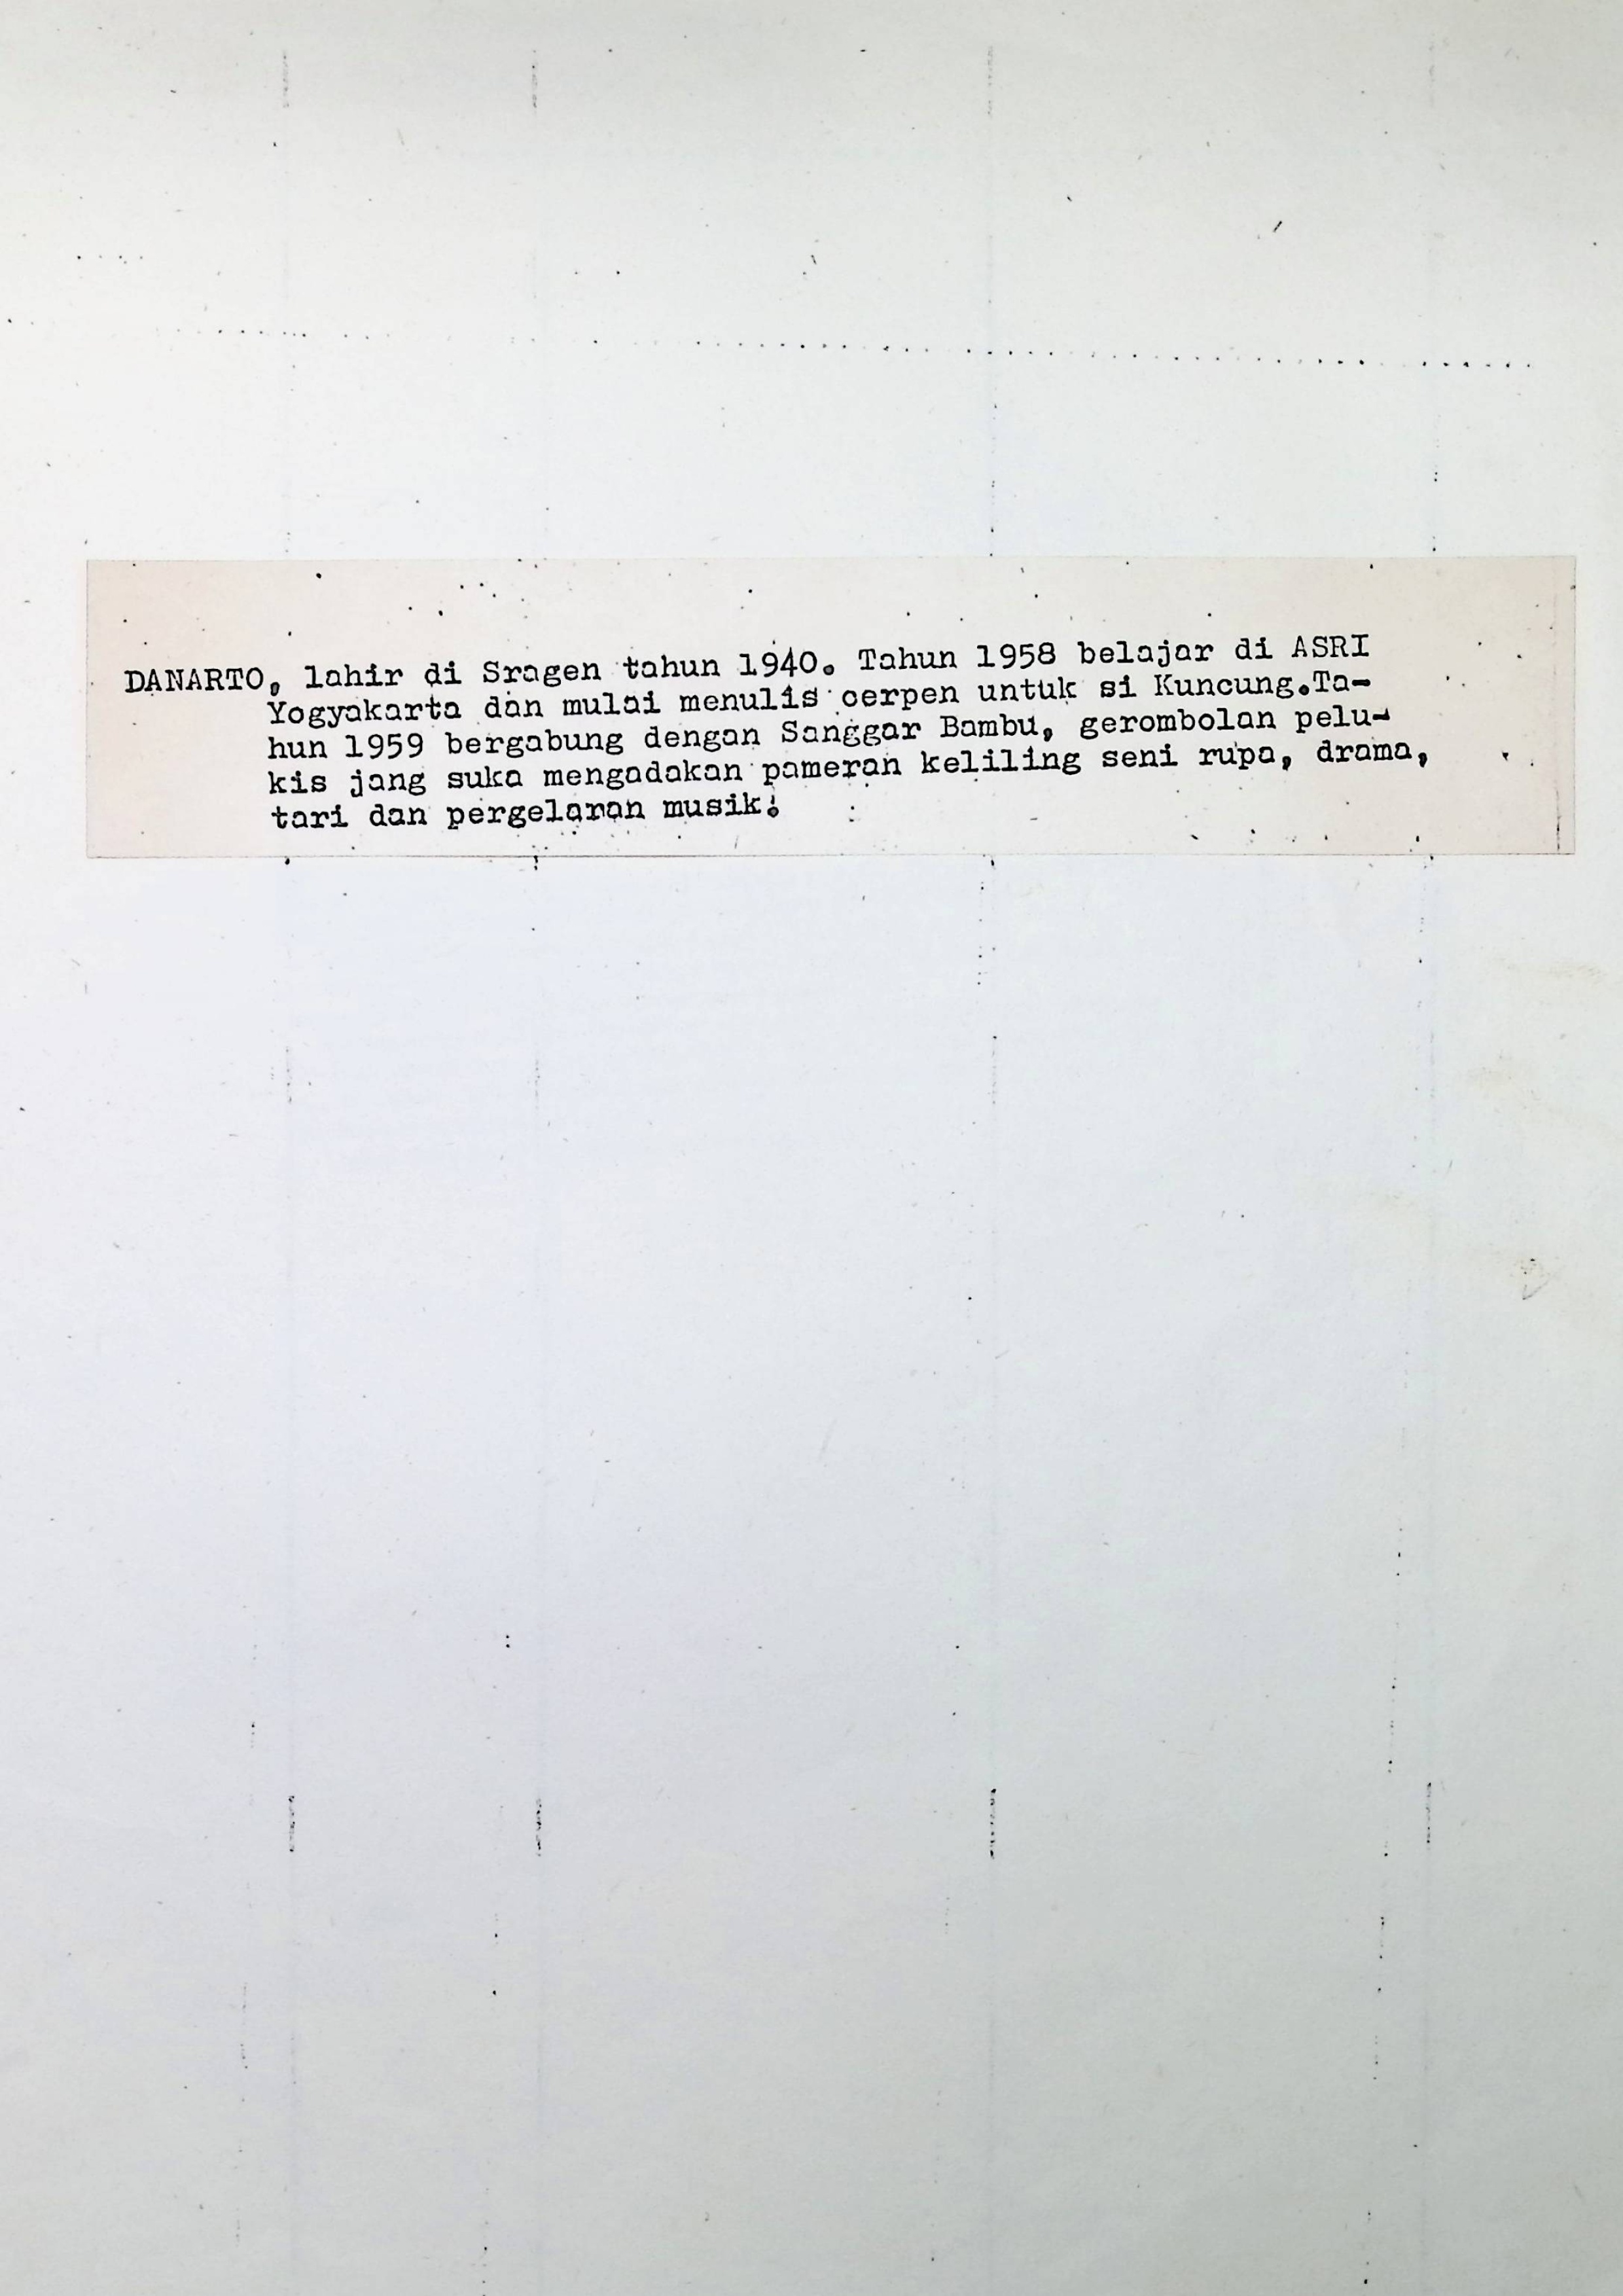 DANARTO, lahir di Sragen tahun 1940. Tahun 1958 belajar di ASRI
Yogyakarta dan mulai menulis cerpen untuk si Kuncung.Ta-
hun 1959 bergabung dengan Sanggar Bambu, gerombolan pelu-
kis jang suka mengadakan pameran keliling seni rupa, drama,
tari dan pergelaran musik.